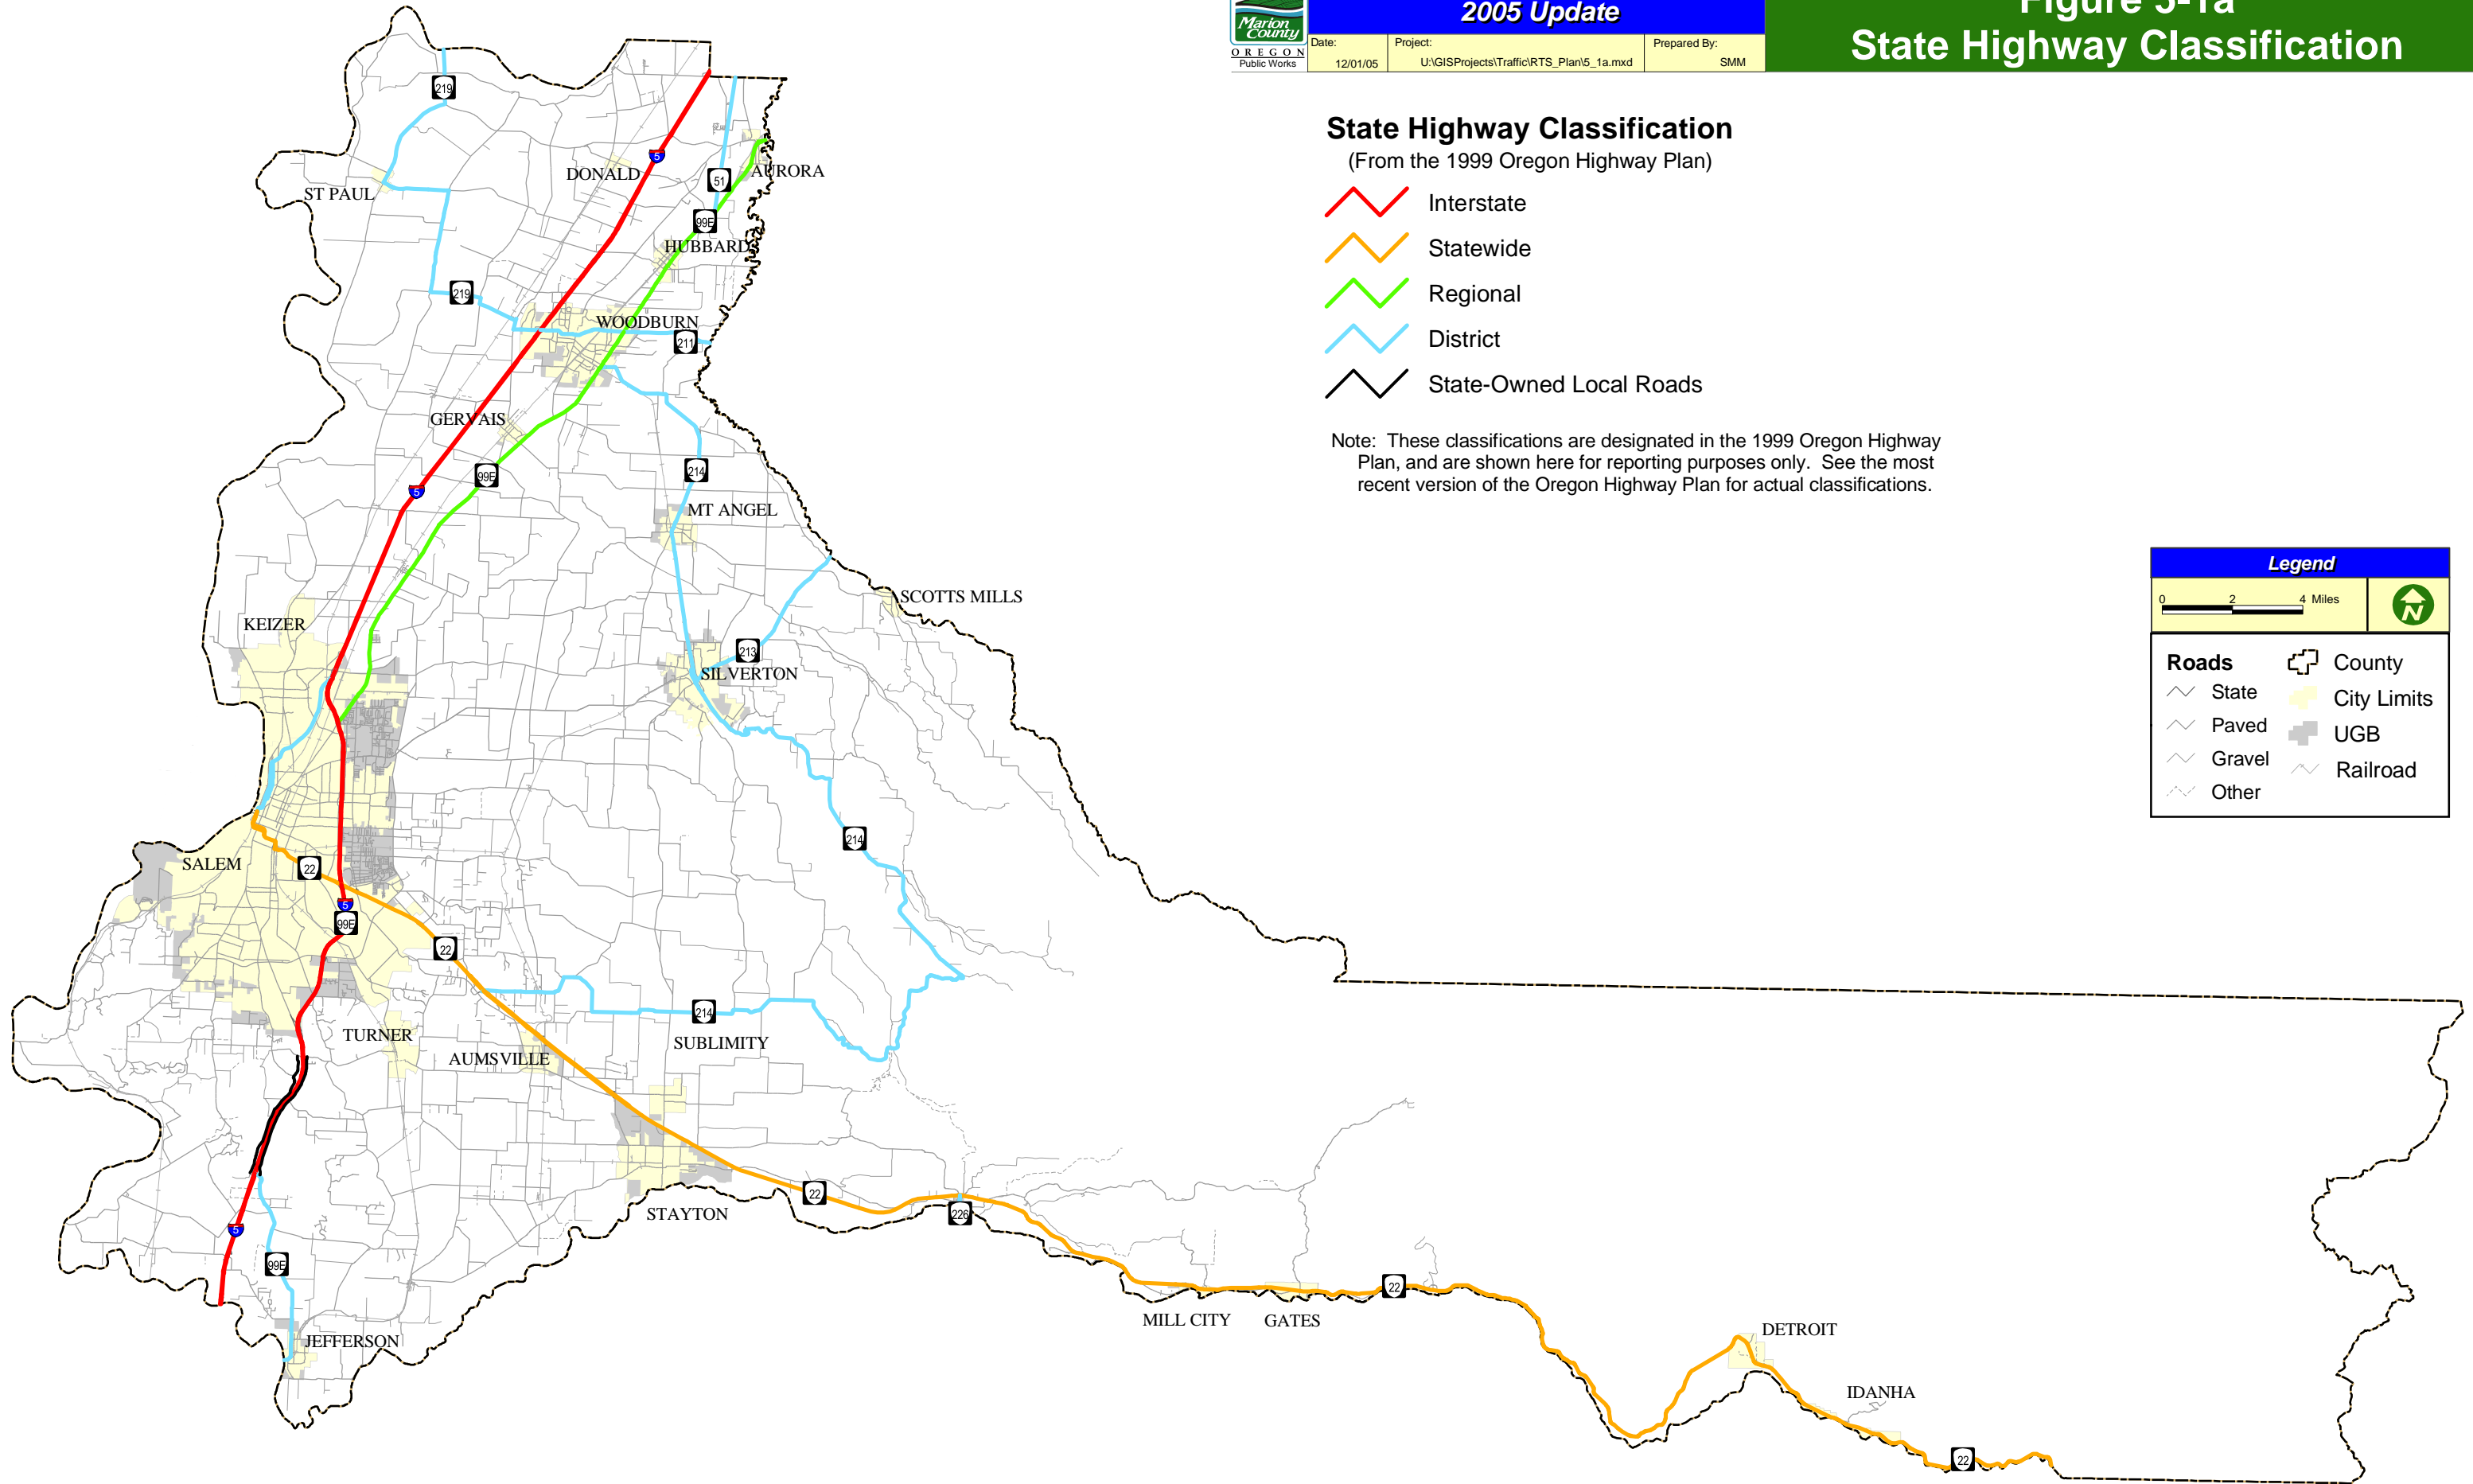 Marion
County
OREGON
Public Works
2005 Update
Date:
12/01/05
Project:
U:\GISProjects\Traffic\RTS_Plan\5_1a.mxd
Prepared By:
SMM
Figure 5-1a
State Highway Classification
State Highway Classification
(From the 1999 Oregon Highway Plan)
Interstate
Statewide
Regional
District
State-Owned Local Roads
Note: These classifications are designated in the 1999 Oregon Highway
Plan, and are shown here for reporting purposes only. See the most
recent version of the Oregon Highway Plan for actual classifications.
Legend
0 2 4 Miles
N
Roads
State
Paved
Gravel
Other
County
City Limits
UGB
Railroad
219
5
DONALD
AURORA
51
ST PAUL
99E
HUBBARD
219
WOODBURN
211
GERVAIS
99E
214
5
MT ANGEL
SCOTTS MILLS
KEIZER
213
SILVERTON
214
SALEM
22
5
99E
22
214
TURNER
SUBLIMITY
AUMSVILLE
22
STAYTON
226
5
99E
22
MILL CITY
GATES
DETROIT
JEFFERSON
IDANHA
22